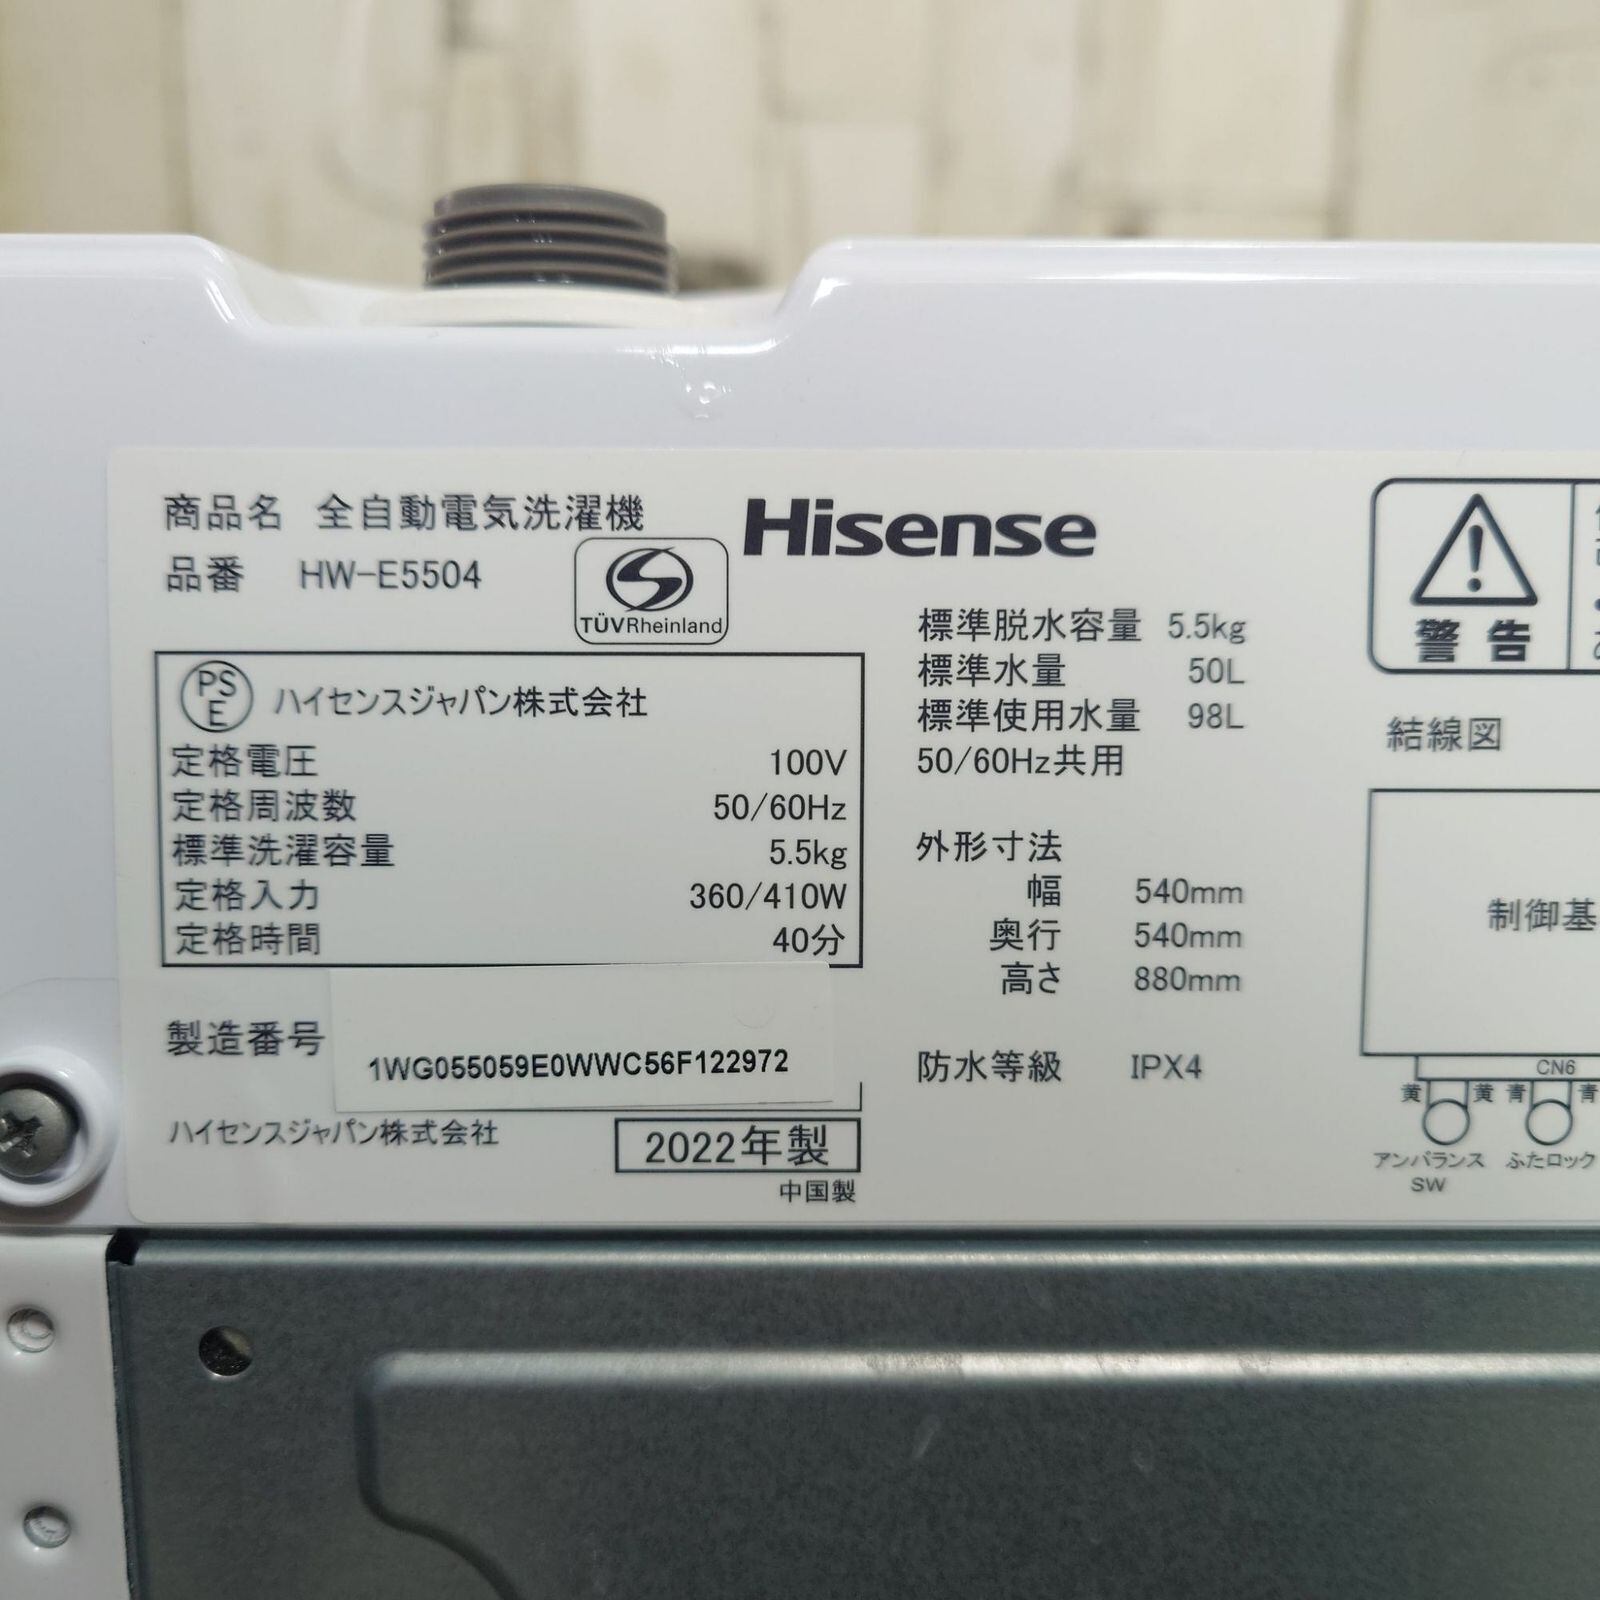 商品名 全自動電気洗濯機
品番 HW-E5504
TÜVRheinland
Hisense
PS
E
ハイセンスジャパン株式会社
定格電圧 100V
定格周波数 50/60Hz
標準洗濯容量 5.5kg
定格入力 360/410W
定格時間 40分
製造番号 1WG055059E0WWC56F122972
ハイセンスジャパン株式会社
2022年製
中国製
標準脱水容量 5.5kg
標準水量 50L
標準使用水量 98L
50/60Hz共用
外形寸法
幅 540mm
奥行 540mm
高さ 880mm
防水等級 IPX4
警告
結線図
制御基
CN6
黄 黄 青 青
アンバランス ふたロック
SW